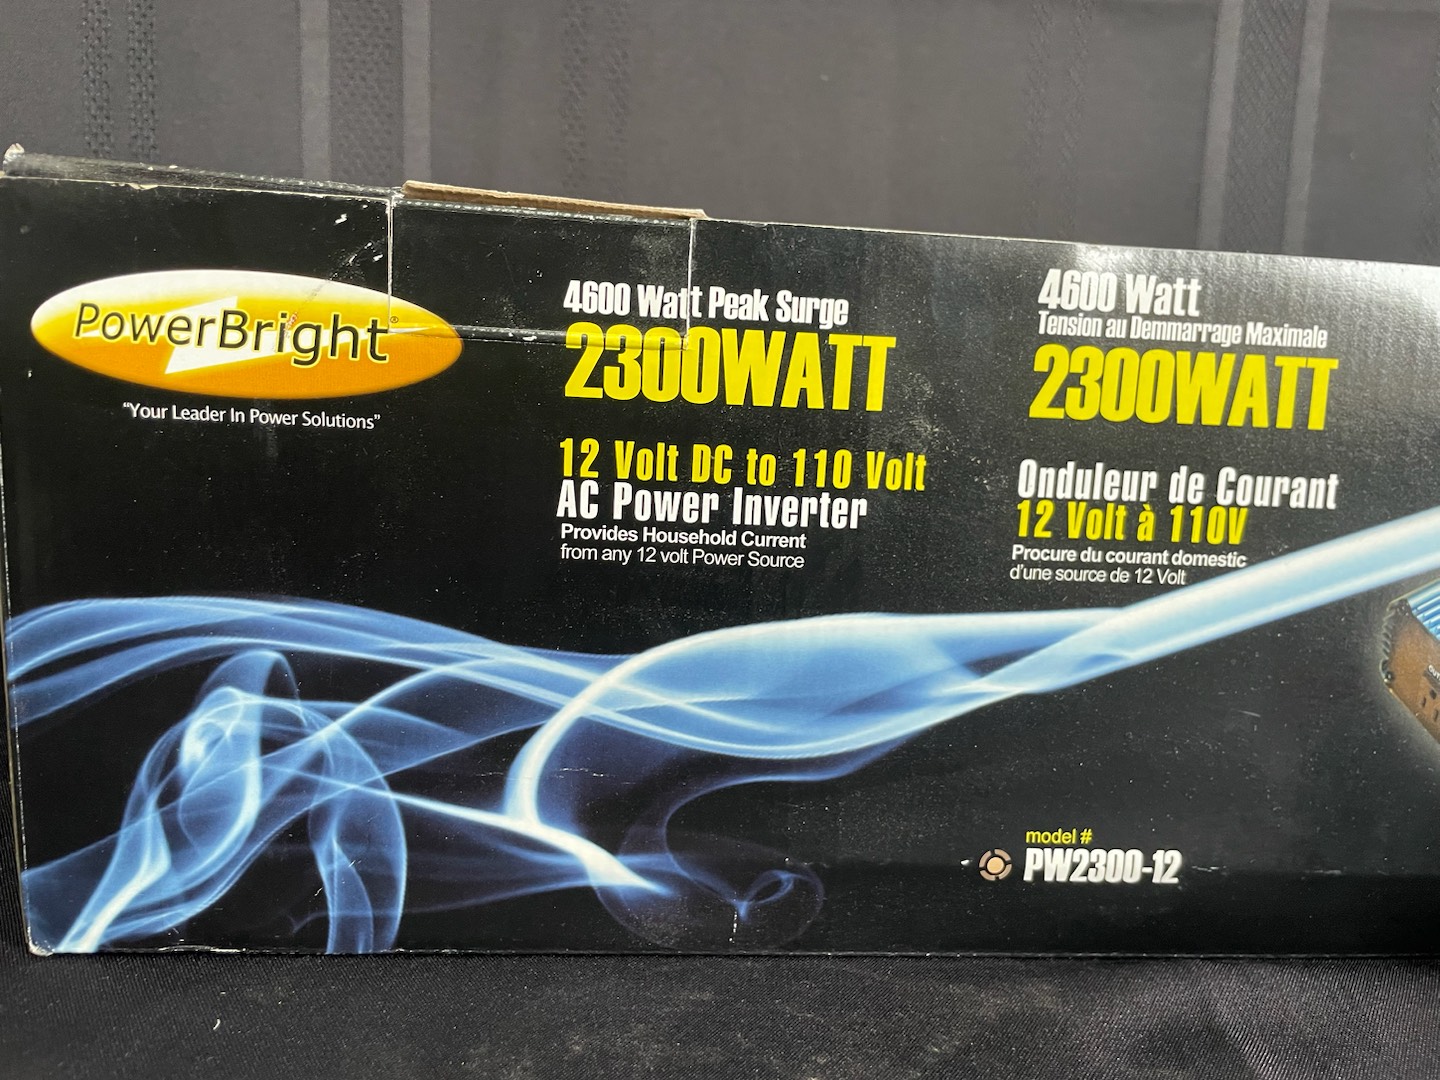 PowerBright®
"Your Leader In Power Solutions"
4600 Watt Peak Surge
2300WATT
12 Volt DC to 110 Volt
AC Power Inverter
Provides Household Current
from any 12 volt Power Source
4600 Watt
Tension au Demmarrage Maximale
2300WATT
Onduleur de Courant
12 Volt à 110V
Procure du courant domestic
d'une source de 12 Volt
model #
PW2300-12